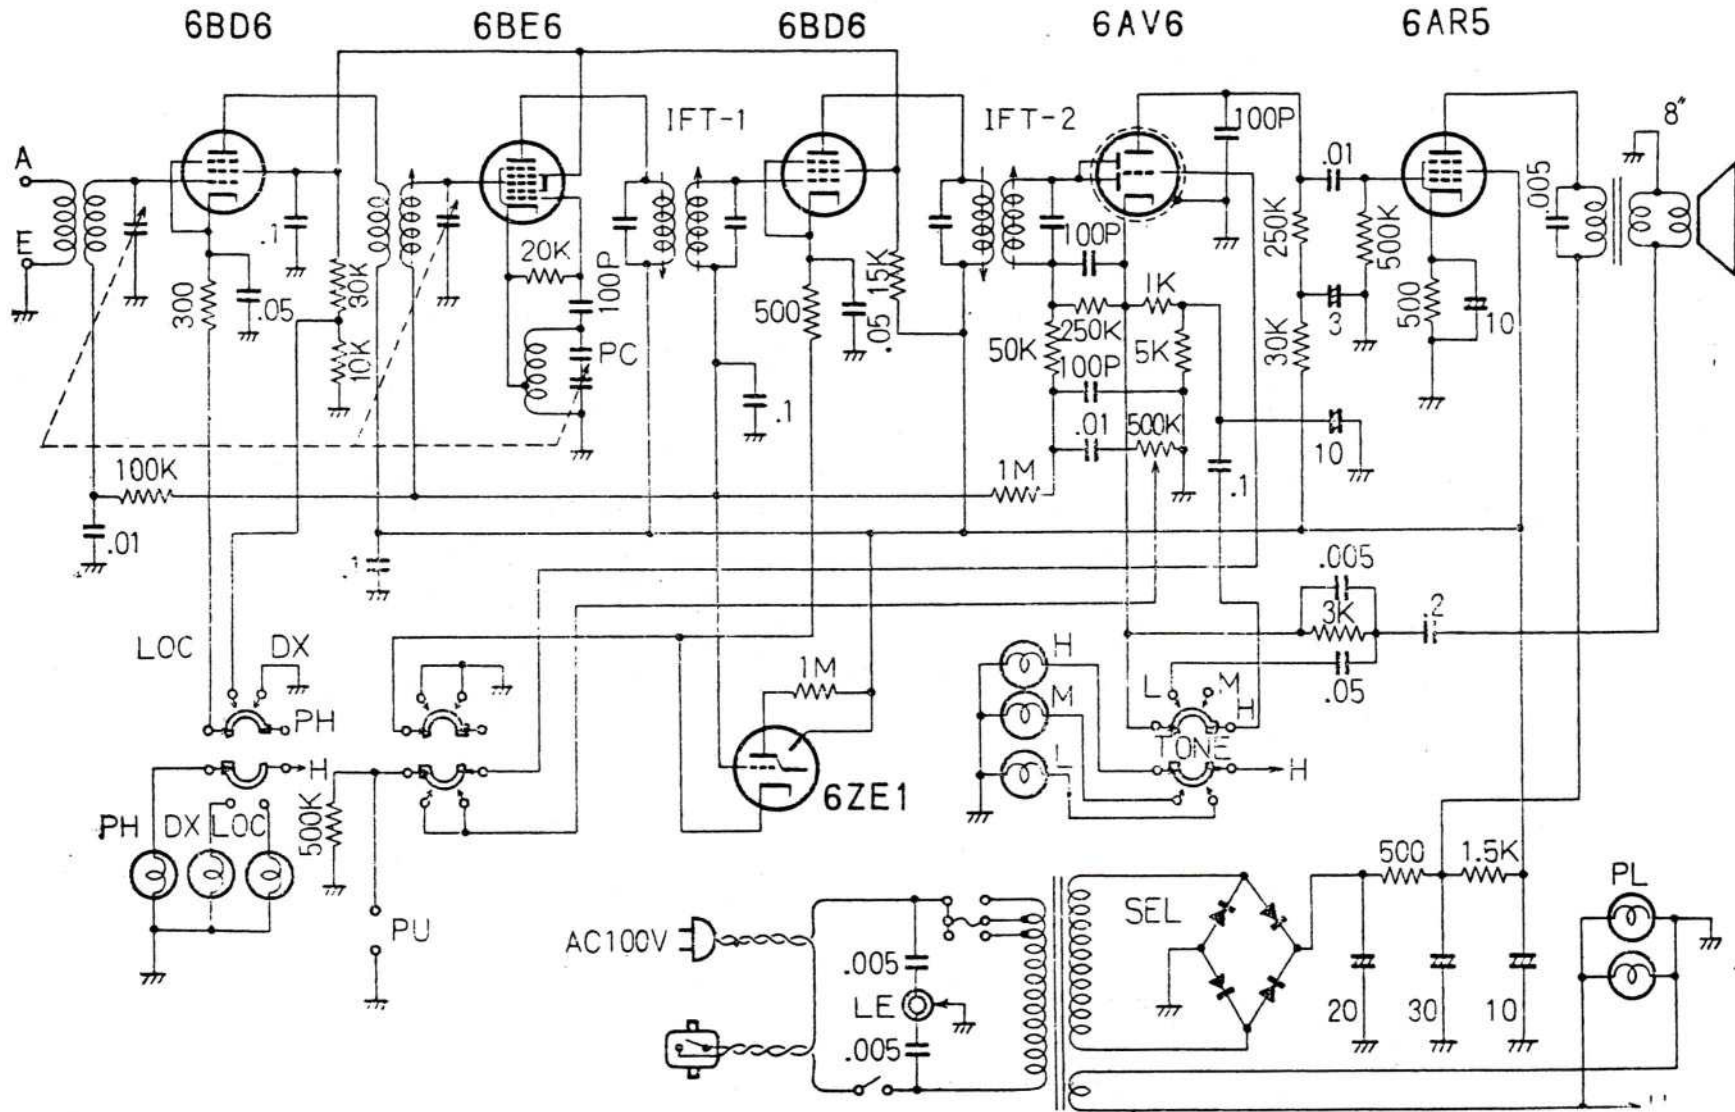 6BD6 6BE6 6BD6 6AV6 6AR5
IFT-1 IFT-2 100P 8"
A
.01 .005
E .1 20K 100P 15K 100P 250K 500K
300 .05 30K 500 .05 1K 3 500 10
250K
10K PC 50K 5K 30K
100P
.1 .01 500K
10
100K 1M .1
.01 .1
.005
3K .2
LOC DX H
1M .05
L M
PH M H
TONE
H L H
6ZE1
PH DX LOC 500K
500 1.5K
PL
PU SEL
AC100V
.005
LE
20 30 10
.005